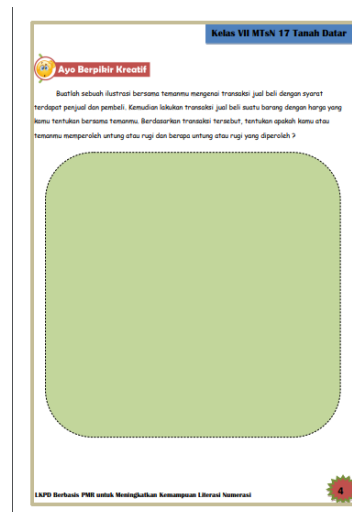 Kelas VII MTsN 17 Tanah Datar
Ayo Berpikir Kreatif
Buatlah sebuah ilustrasi bersama temanmu mengenai transaksi jual beli dengan syarat
terdapat penjual dan pembeli. Kemudian lakukan transaksi jual beli suatu barang dengan harga yang
kamu tentukan bersama temanmu. Berdasarkan transaksi tersebut, tentukan apakah kamu atau
temanmu memperoleh untung atau rugi dan berapa untung atau rugi yang diperoleh ?
LKPD Berbasis PMR untuk Meningkatkan Kemampuan Literasi Numerasi
4